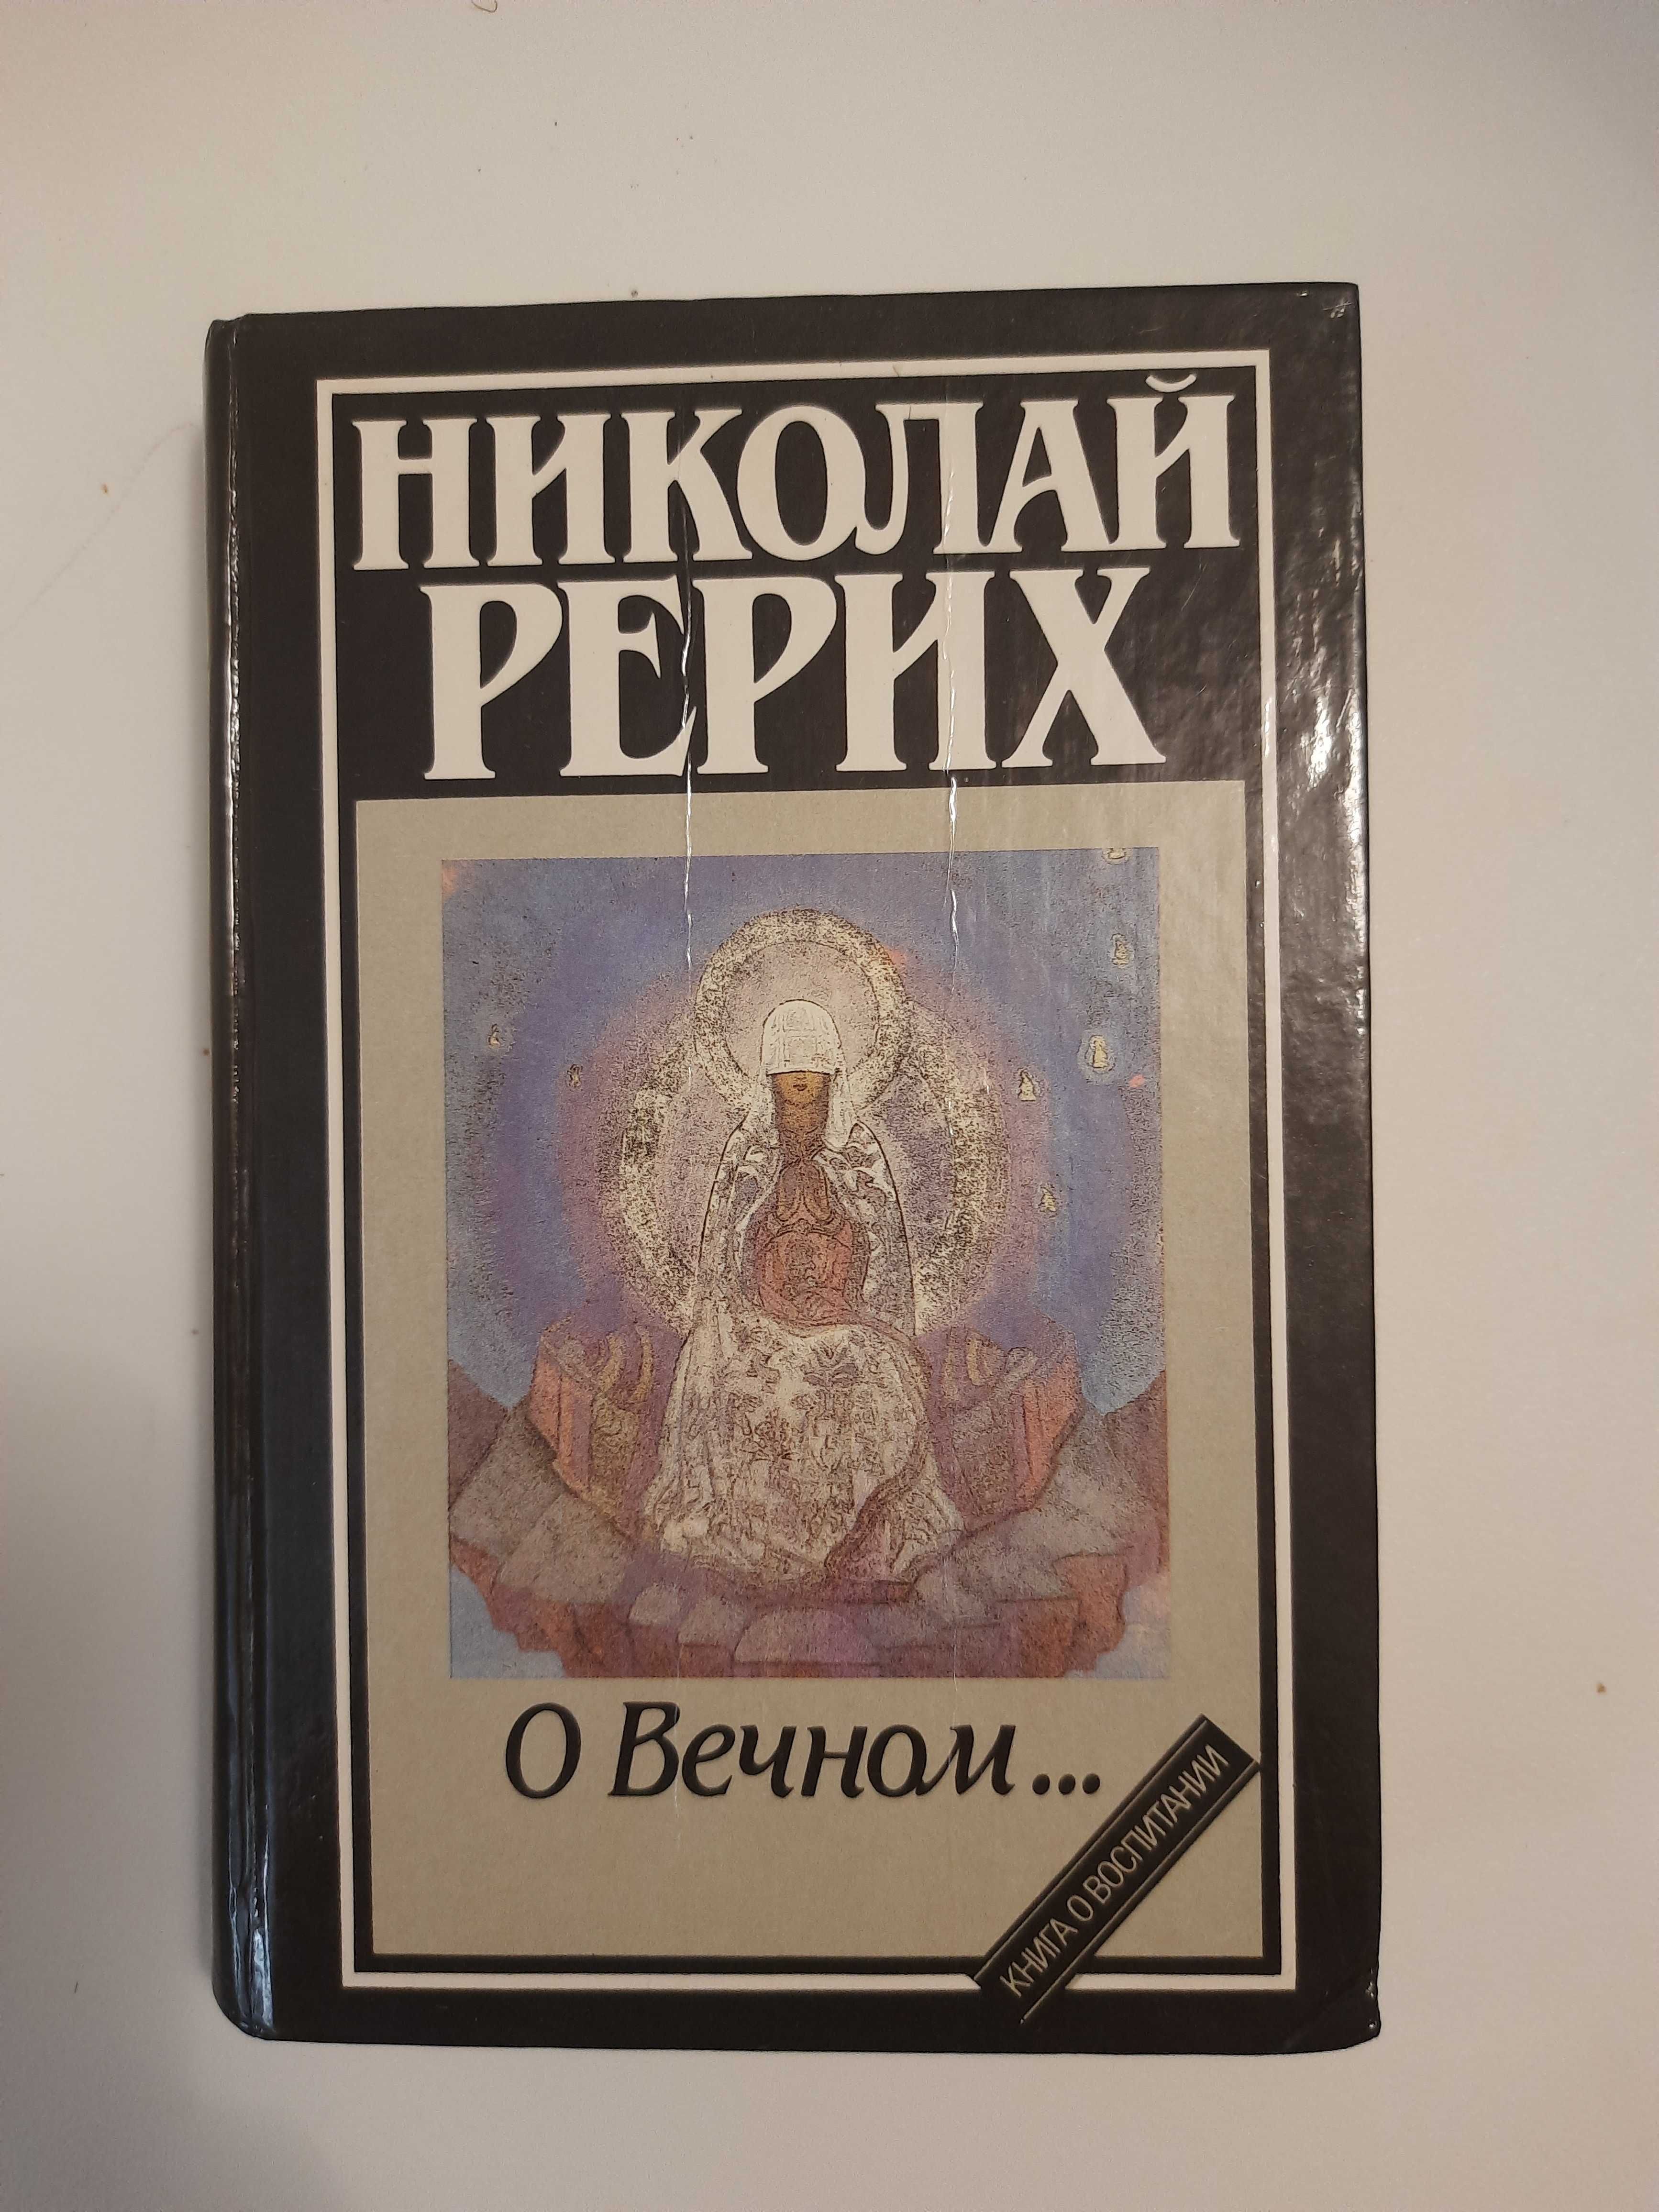 НИКОЛАЙ
РЕРИХ
О Вечном...
КНИГА О ВОСПИТАНИИ